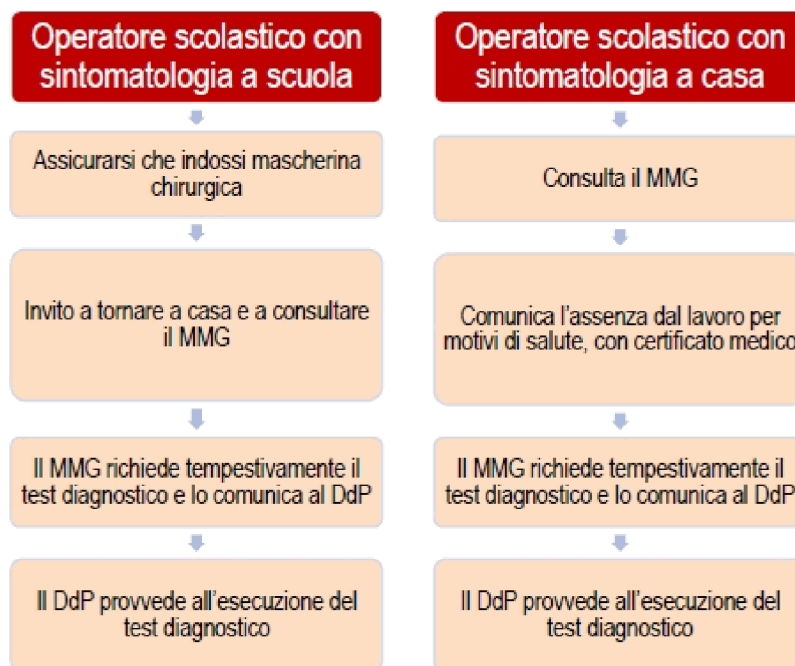 Operatore scolastico con
sintomatologia a scuola
Assicurarsi che indossi mascherina
chirurgica
Invito a tornare a casa e a consultare
il MMG
Il MMG richiede tempestivamente il
test diagnostico e lo comunica al DdP
Il DdP provvede all'esecuzione del
test diagnostico
Operatore scolastico con
sintomatologia a casa
Consulta il MMG
Comunica l'assenza dal lavoro per
motivi di salute, con certificato medico
Il MMG richiede tempestivamente il
test diagnostico e lo comunica al DdP
Il DdP provvede all'esecuzione del
test diagnostico